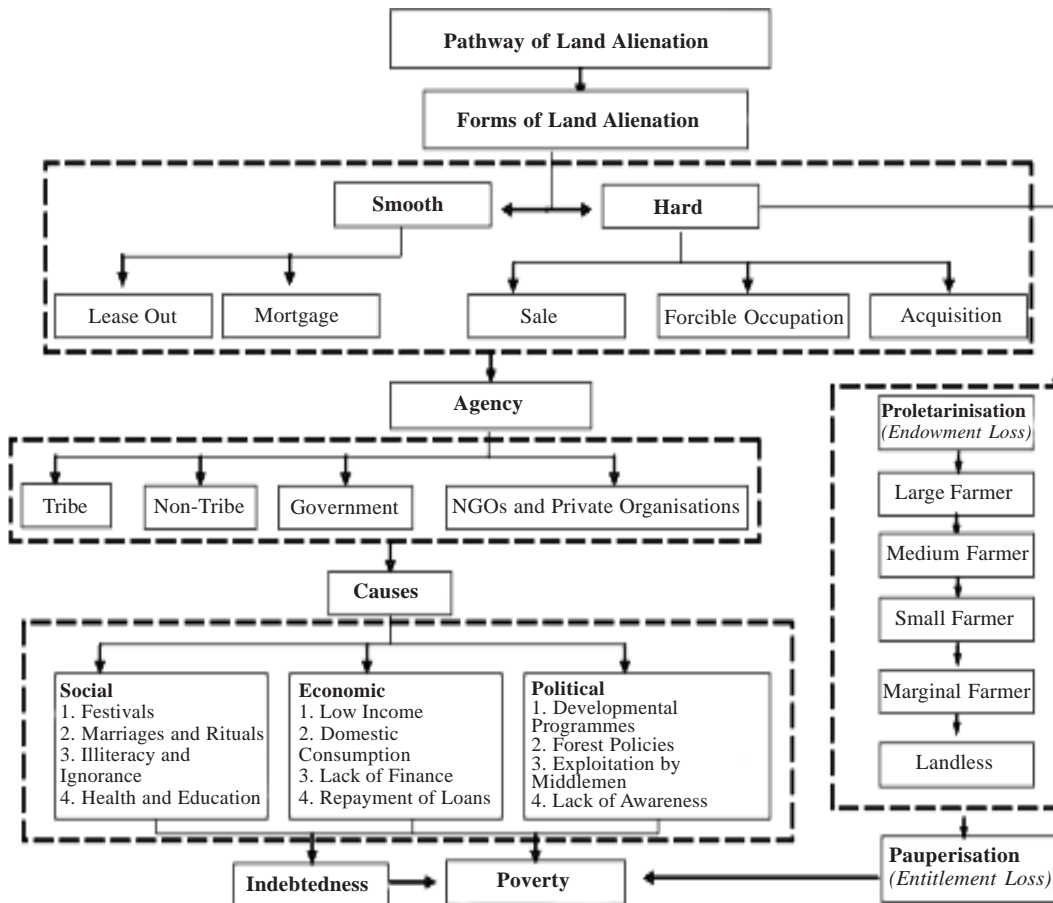 Pathway of Land Alienation
Forms of Land Alienation
Smooth
Hard
Lease Out
Mortgage
Sale
Forcible Occupation
Acquisition
Agency
Tribe
Non-Tribe
Government
NGOs and Private Organisations
Causes
Social
1. Festivals
2. Marriages and Rituals
3. Illiteracy and
Ignorance
4. Health and Education
Economic
1. Low Income
2. Domestic
Consumption
3. Lack of Finance
4. Repayment of Loans
Political
1. Developmental
Programmes
2. Forest Policies
3. Exploitation by
Middlemen
4. Lack of Awareness
Indebtedness
Poverty
Proletarinisation
(Endowment Loss)
Large Farmer
Medium Farmer
Small Farmer
Marginal Farmer
Landless
Pauperisation
(Entitlement Loss)